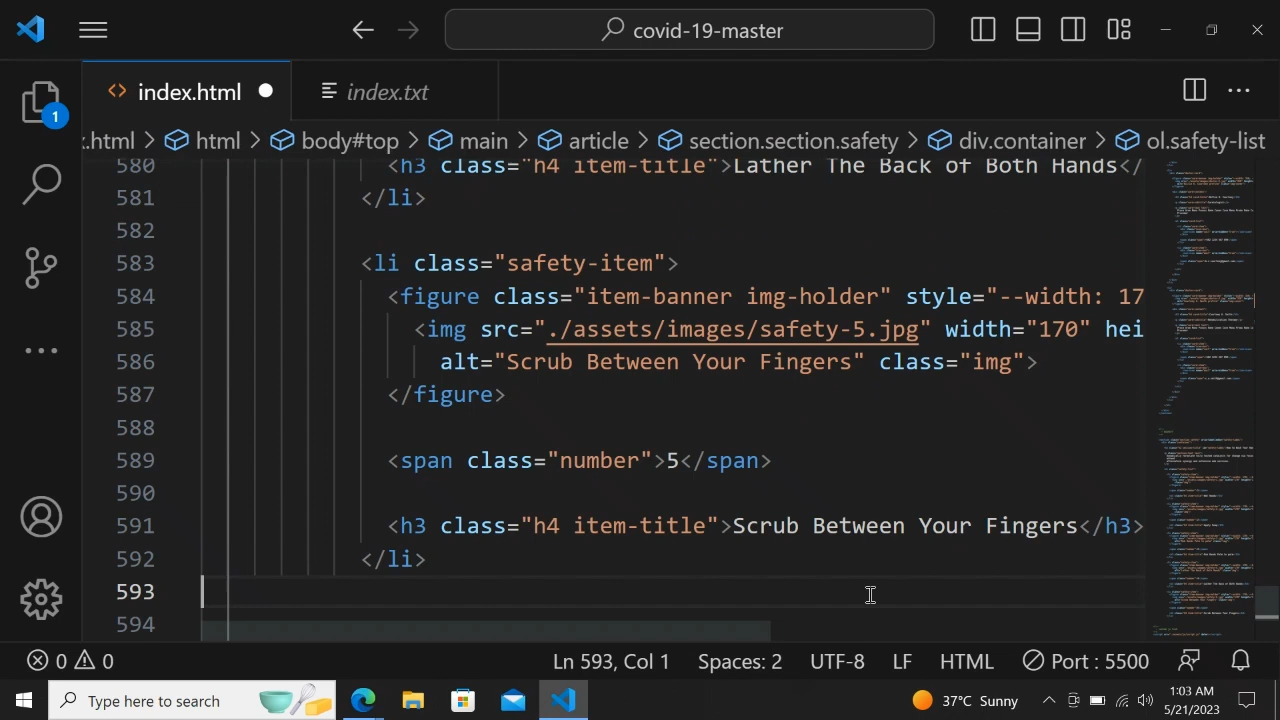 covid-19-master
index.html
index.txt
1
.html > html > body#top > main > article > section.section.safety > div.container > ol.safety-list
580 <h3 class="h4 item-title">Lather The Back of Both Hands</
581 </li>
582
583 <li class="safety-item">
584 <figure class="item-banner img-holder" style="--width: 17
585 <img src="./assets/images/safety-5.jpg" width="170" hei
586 alt="Scrub Between Your Fingers" class="img">
587 </figure>
588
589 <span class="number">5</span>
590
591 <h3 class="h4 item-title">Scrub Between Your Fingers</h3>
592 </li>
593
594
0 0 Ln 593, Col 1 Spaces: 2 UTF-8 LF HTML Port : 5500
Type here to search 37°C Sunny 1:03 AM
5/21/2023